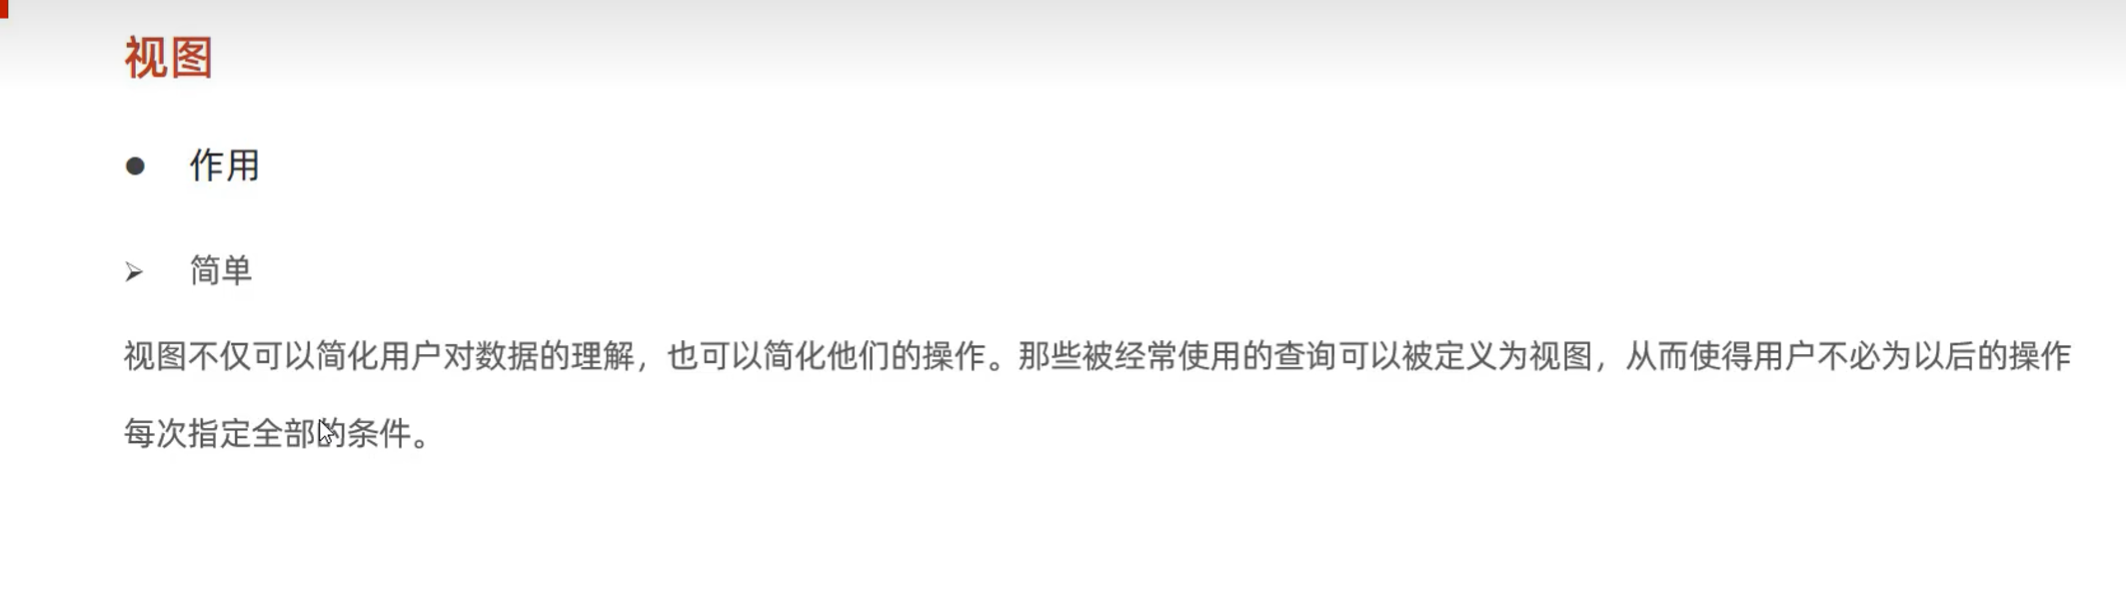 视图
● 作用
➢ 简单
视图不仅可以简化用户对数据的理解，也可以简化他们的操作。那些被经常使用的查询可以被定义为视图，从而使得用户不必为以后的操作
每次指定全部的条件。